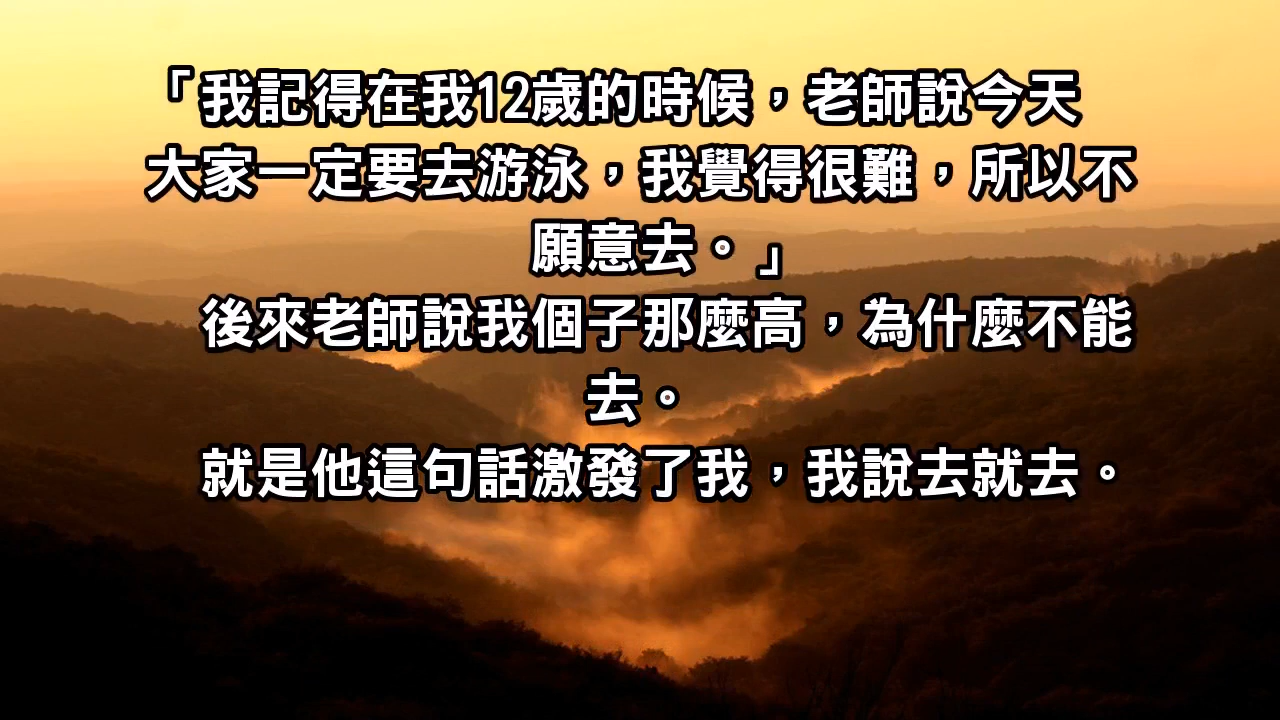 「我記得在我12歲的時候，老師說今天
大家一定要去游泳，我覺得很難，所以不
願意去。」
後來老師說我個子那麼高，為什麼不能
去。
就是他這句話激發了我，我說去就去。